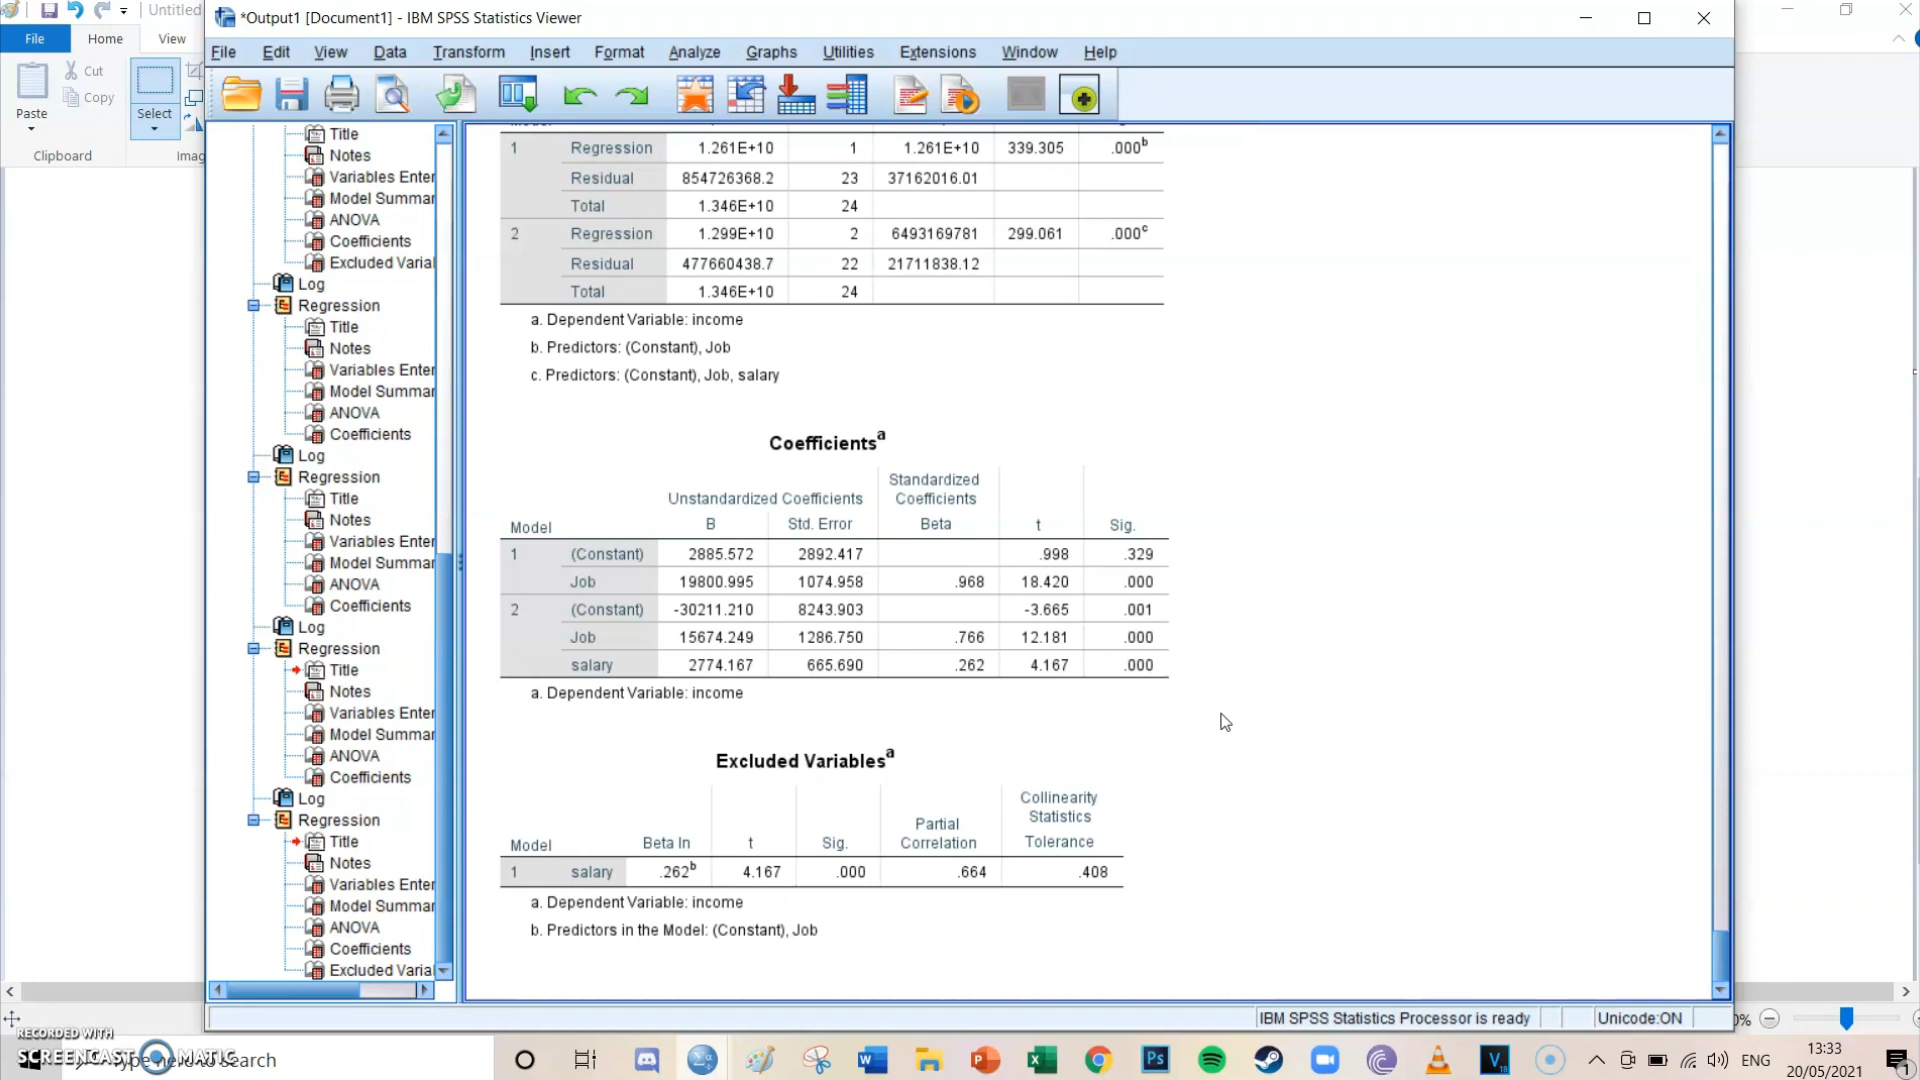 Untitled
*Output1 [Document1] - IBM SPSS Statistics Viewer
File Home View
File Edit View Data Transform Insert Format Analyze Graphs Utilities Extensions Window Help
Cut
Copy
Paste
Select
Clipboard
Imag
Title
Notes
Variables Enter
Model Summar
ANOVA
Coefficients
Excluded Varial
Log
Regression
Title
Notes
Variables Enter
Model Summar
ANOVA
Coefficients
Log
Regression
Title
Notes
Variables Enter
Model Summar
ANOVA
Coefficients
Log
Regression
Title
Notes
Variables Enter
Model Summar
ANOVA
Coefficients
Log
Regression
Title
Notes
Variables Enter
Model Summar
ANOVA
Coefficients
Excluded Varial
1 Regression 1.261E+10 1 1.261E+10 339.305 .000b
Residual 854726368.2 23 37162016.01
Total 1.346E+10 24
2 Regression 1.299E+10 2 6493169781 299.061 .000c
Residual 477660438.7 22 21711838.12
Total 1.346E+10 24
a. Dependent Variable: income
b. Predictors: (Constant), Job
c. Predictors: (Constant), Job, salary
Coefficientsa
Standardized
Unstandardized Coefficients Coefficients
Model B Std. Error Beta t Sig.
1 (Constant) 2885.572 2892.417 .998 .329
Job 19800.995 1074.958 .968 18.420 .000
2 (Constant) -30211.210 8243.903 -3.665 .001
Job 15674.249 1286.750 .766 12.181 .000
salary 2774.167 665.690 .262 4.167 .000
a. Dependent Variable: income
Excluded Variablesa
Collinearity
Statistics
Partial
Model Beta In t Sig. Correlation Tolerance
1 salary .262b 4.167 .000 .664 .408
a. Dependent Variable: income
b. Predictors in the Model: (Constant), Job
IBM SPSS Statistics Processor is ready Unicode:ON
0%
RECORDED WITH
SCREENCAST MATIC
Type here to search
ENG
13:33
20/05/2021